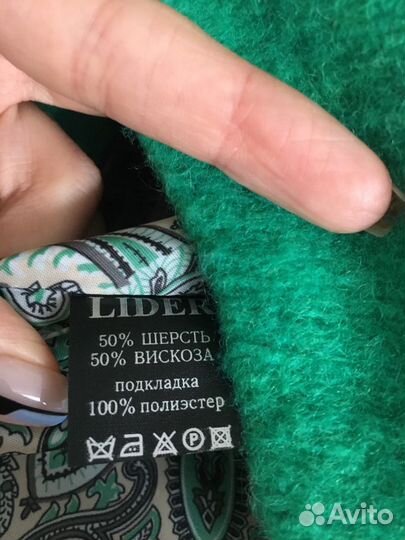 LIDER
50% ШЕРСТЬ
50% ВИСКОЗА
подкладка
100% полиэстер
P
Avito